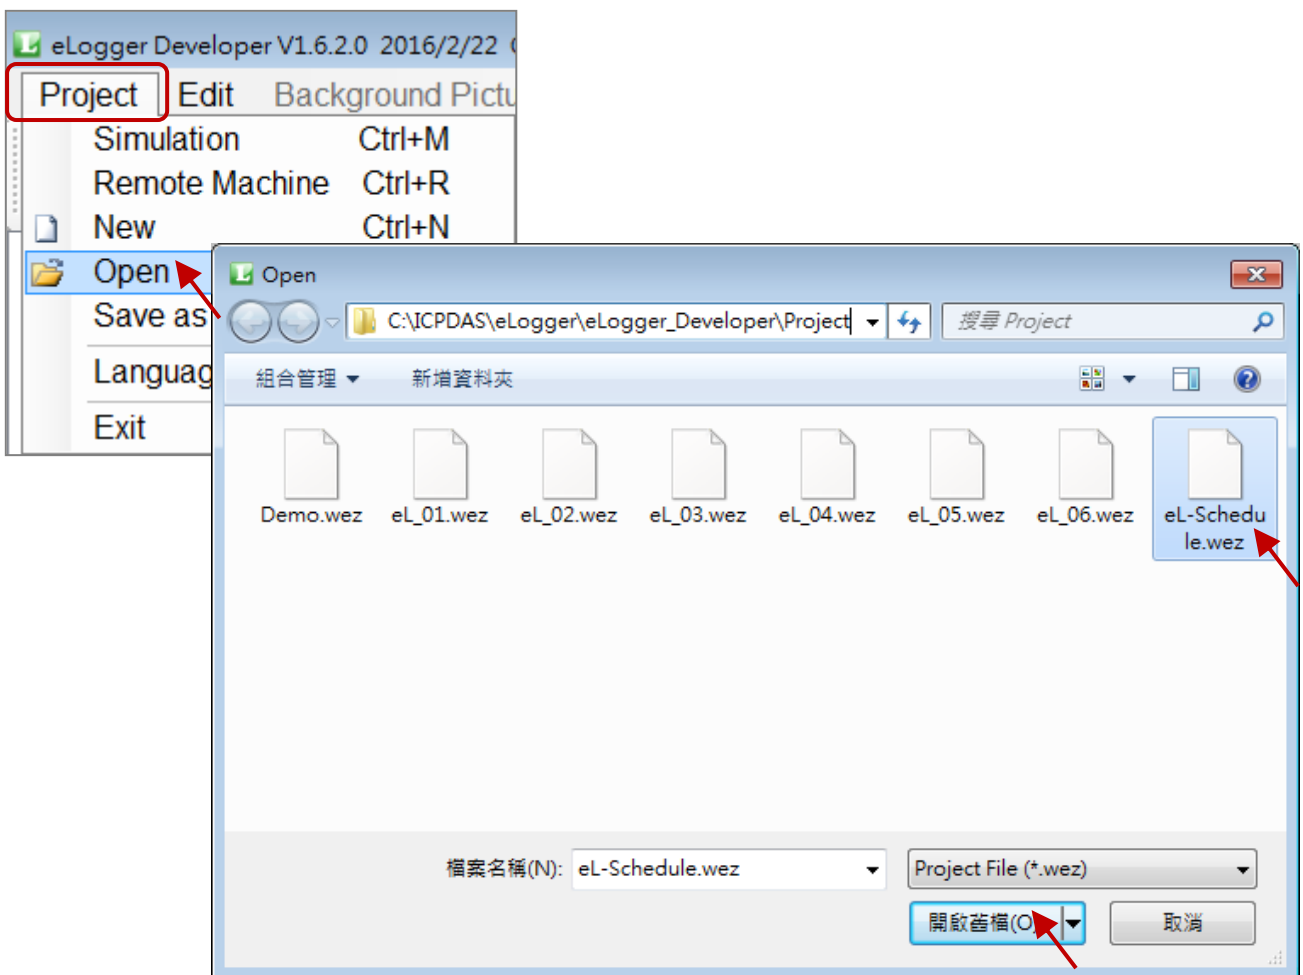 eLogger Developer V1.6.2.0 2016/2/22
Project Edit Background Pictu
Simulation Ctrl+M
Remote Machine Ctrl+R
New Ctrl+N
Open
Save as
Languag
Exit
Open
C:\ICPDAS\eLogger\eLogger_Developer\Project 搜尋 Project
組合管理 新增資料夾
Demo.wez eL_01.wez eL_02.wez eL_03.wez eL_04.wez eL_05.wez eL_06.wez eL-Schedu
le.wez
檔案名稱(N): eL-Schedule.wez Project File (*.wez)
開啟舊檔(O 取消